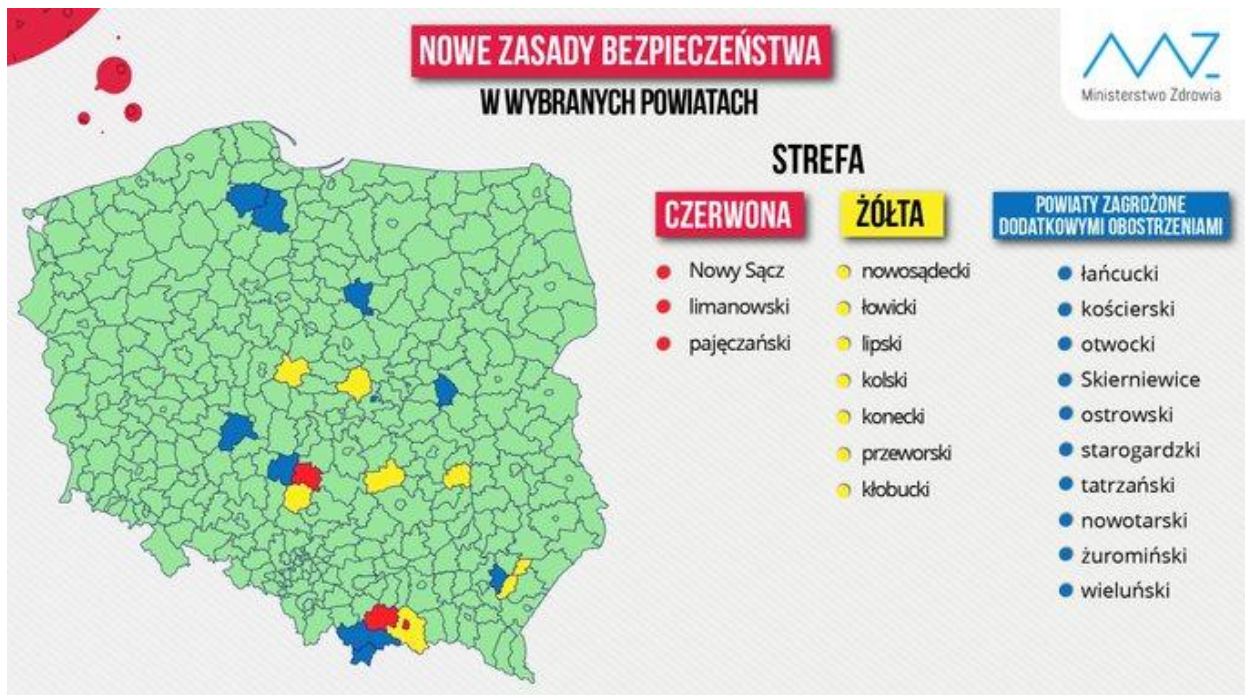 NOWE ZASADY BEZPIECZEŃSTWA
W WYBRANYCH POWIATACH
Ministerstwo Zdrowia
STREFA
CZERWONA
Nowy Sącz
limanowski
pajęczański
ŻÓŁTA
nowosądecki
łowicki
lipski
kolski
konecki
przeworski
kłobucki
POWIATY ZAGROŻONE
DODATKOWYMI OBOSTRZENIAMI
łańcucki
kościerski
otwocki
Skierniewice
ostrowski
starogardzki
tatrzański
nowotarski
żuromiński
wieluński